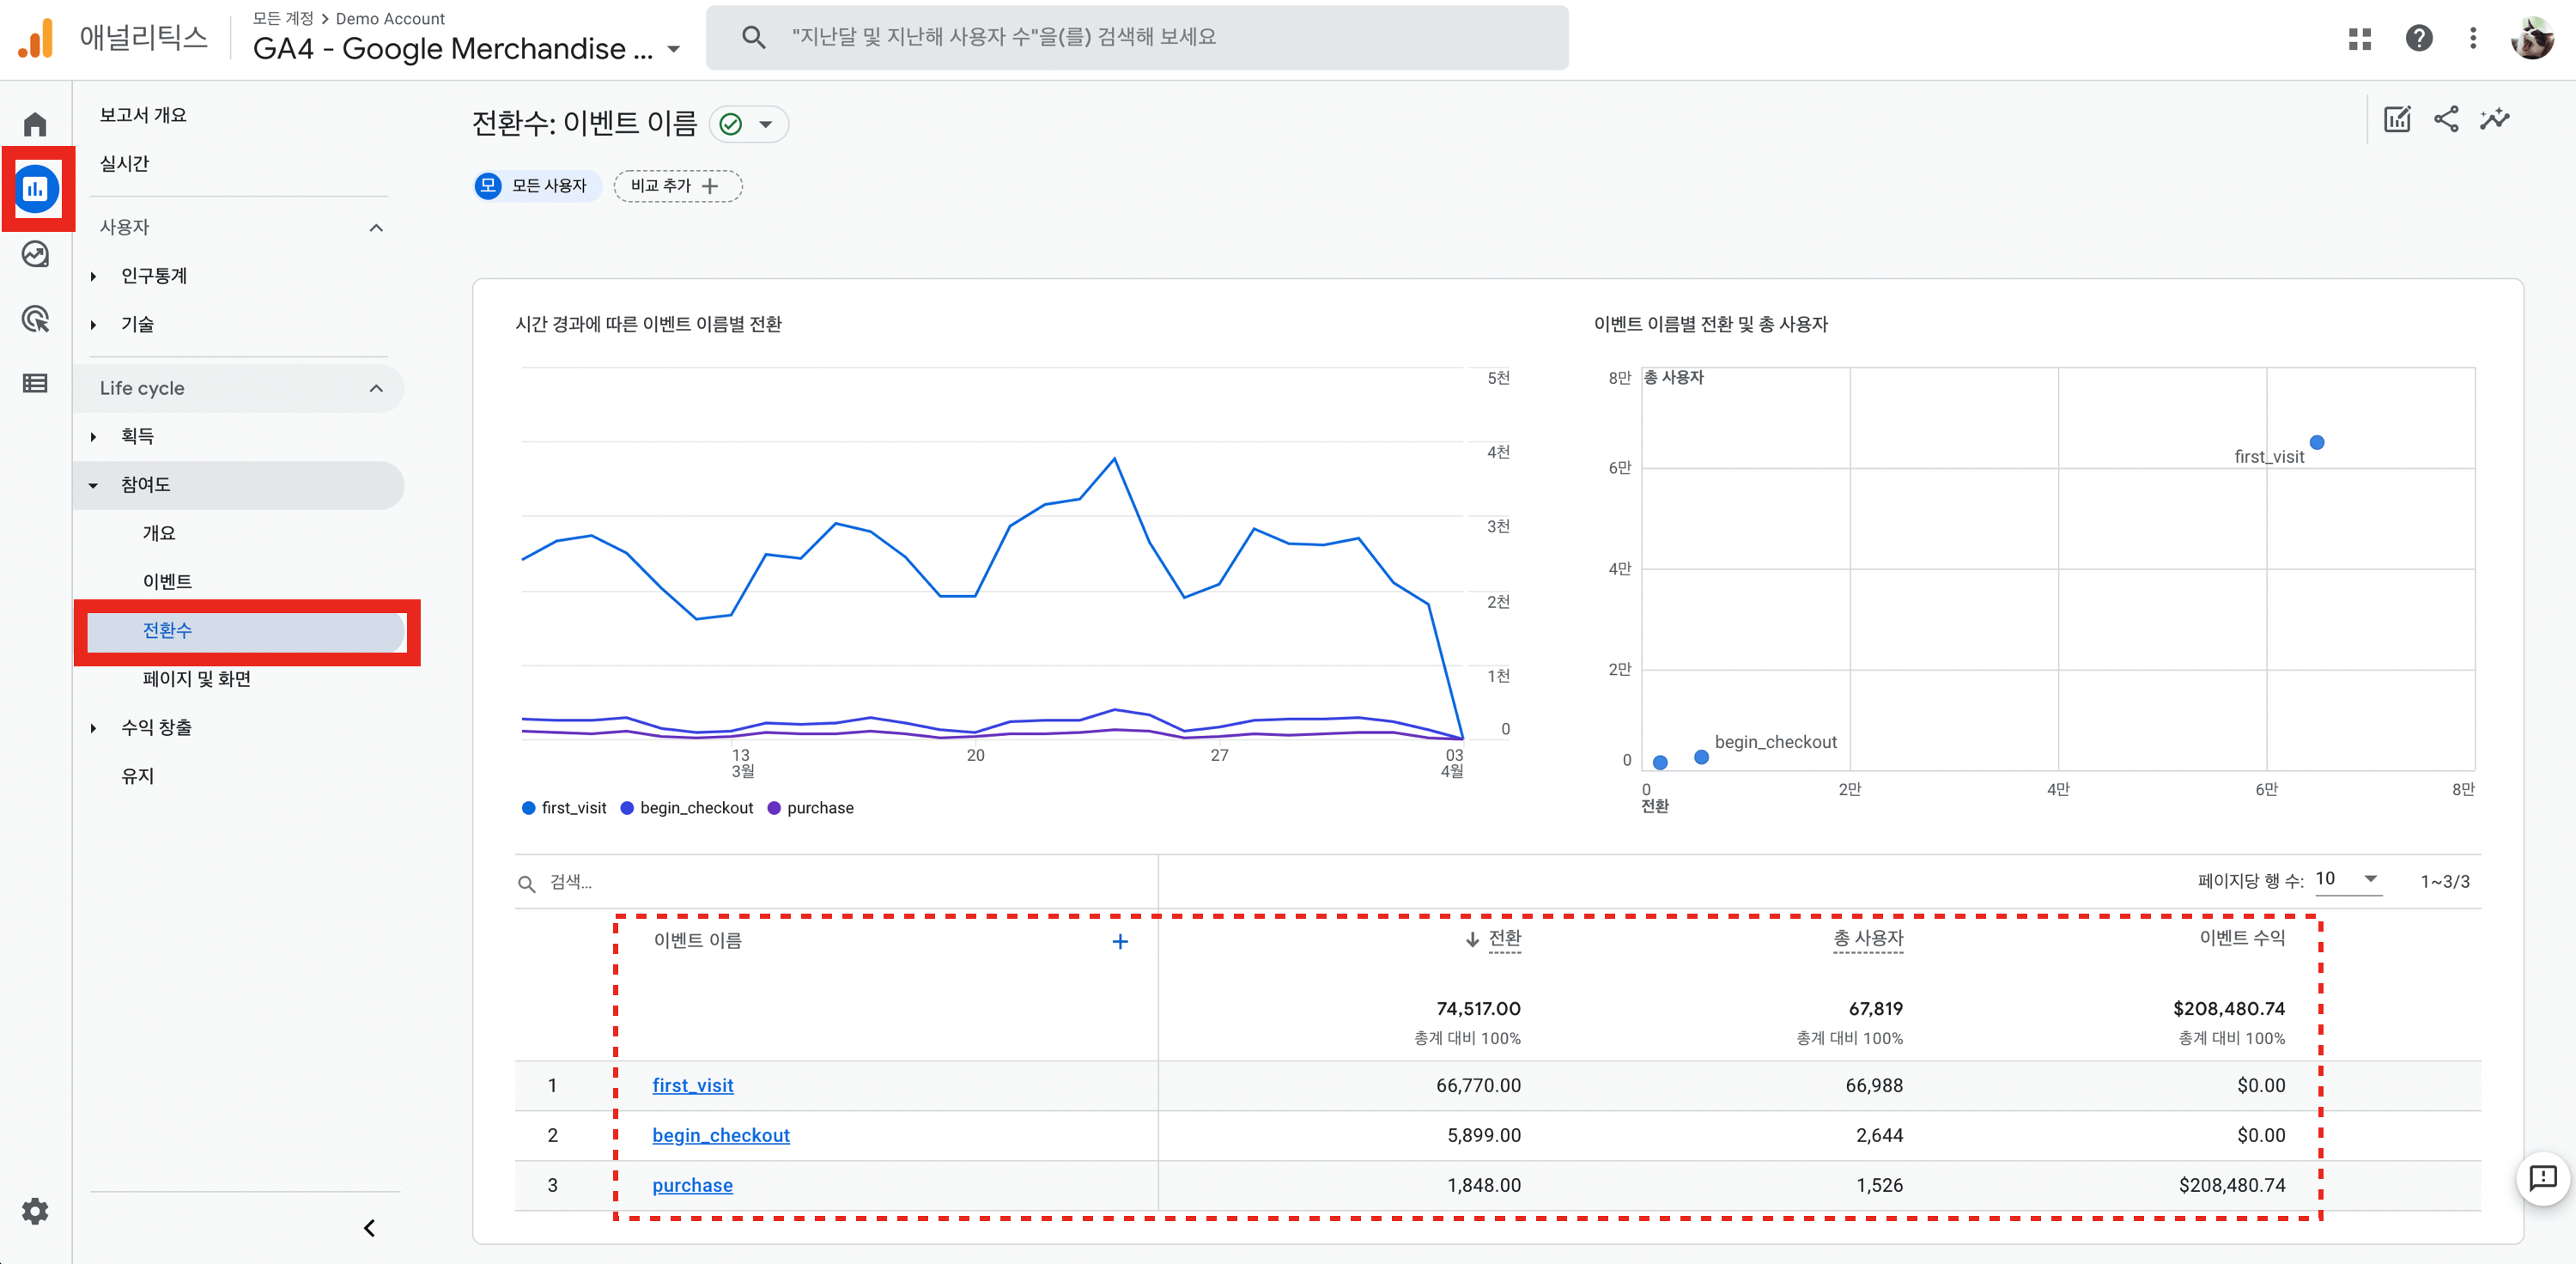 애널리틱스
모든 계정 > Demo Account
GA4 - Google Merchandise ...
"지난달 및 지난해 사용자 수"을(를) 검색해 보세요
보고서 개요
실시간
사용자
인구통계
기술
Life cycle
획득
참여도
개요
이벤트
전환수
페이지 및 화면
수익 창출
유지
전환수: 이벤트 이름
모 모든 사용자
비교 추가 +
시간 경과에 따른 이벤트 이름별 전환
5천
4천
3천
2천
1천
0
13 20 27 03
3월 4월
first_visit begin_checkout purchase
이벤트 이름별 전환 및 총 사용자
8만 총 사용자
6만
4만
2만
0
first_visit
begin_checkout
0 2만 4만 6만 8만
전환
검색...
페이지당 행 수: 10 1~3/3
이벤트 이름 + ↓ 전환 총 사용자 이벤트 수익
74,517.00 67,819 $208,480.74
총계 대비 100% 총계 대비 100% 총계 대비 100%
1 first_visit 66,770.00 66,988 $0.00
2 begin_checkout 5,899.00 2,644 $0.00
3 purchase 1,848.00 1,526 $208,480.74